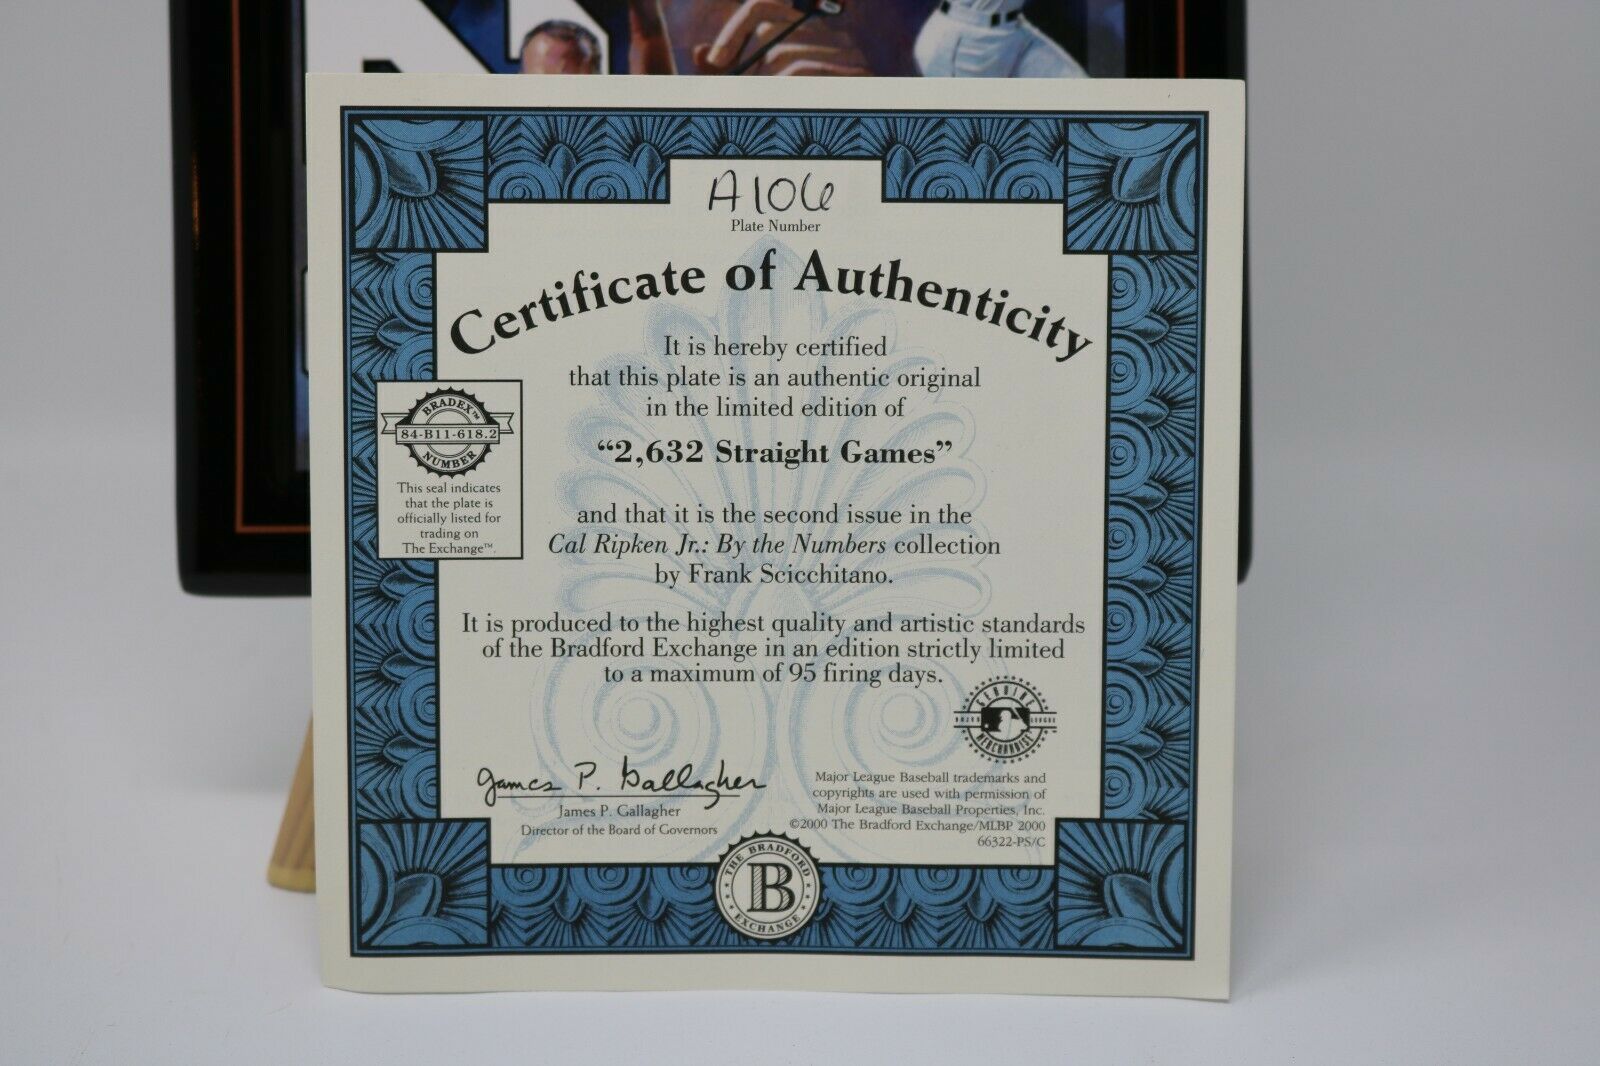 A106
Plate Number
Certificate of Authenticity
It is hereby certified
that this plate is an authentic original
in the limited edition of
“2,632 Straight Games”
and that it is the second issue in the
Cal Ripken Jr.: By the Numbers collection
by Frank Scicchitano.
It is produced to the highest quality and artistic standards
of the Bradford Exchange in an edition strictly limited
to a maximum of 95 firing days.
BRADEX™
84-B11-618.2
NUMBER
This seal indicates
that the plate is
officially listed for
trading on
The Exchange™.
GENUINE
MAJOR LEAGUE
MERCHANDISE
James P. Gallagher
James P. Gallagher
Director of the Board of Governors
Major League Baseball trademarks and
copyrights are used with permission of
Major League Baseball Properties, Inc.
©2000 The Bradford Exchange/MLBP 2000
66322-PS/C
THE BRADFORD
B
EXCHANGE